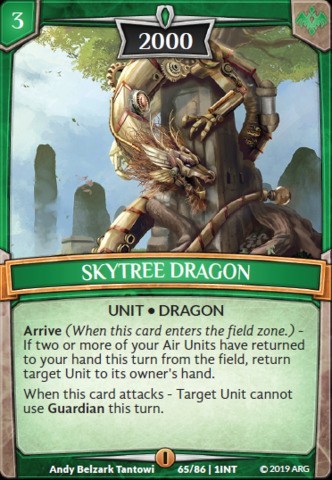 3
2000
SKYTREE DRAGON
UNIT • DRAGON
Arrive (When this card enters the field zone.) -
If two or more of your Air Units have returned
to your hand this turn from the field, return
target Unit to its owner's hand.
When this card attacks - Target Unit cannot
use Guardian this turn.
I
Andy Belzark Tantowi 65/86 | 1INT © 2019 ARG